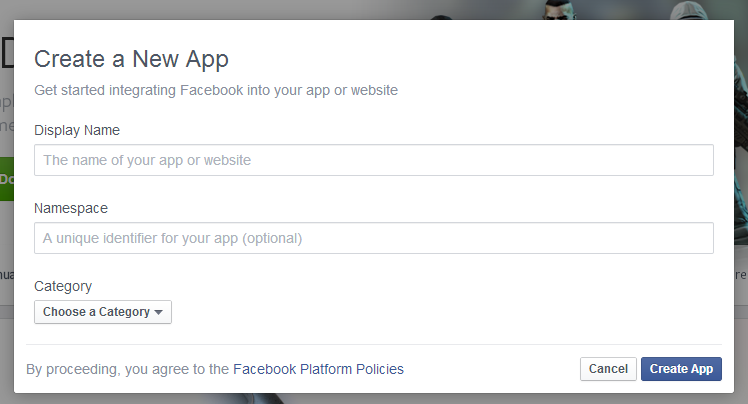 Create a New App
Get started integrating Facebook into your app or website
Display Name
The name of your app or website
Namespace
A unique identifier for your app (optional)
Category
Choose a Category
By proceeding, you agree to the Facebook Platform Policies
Cancel
Create App